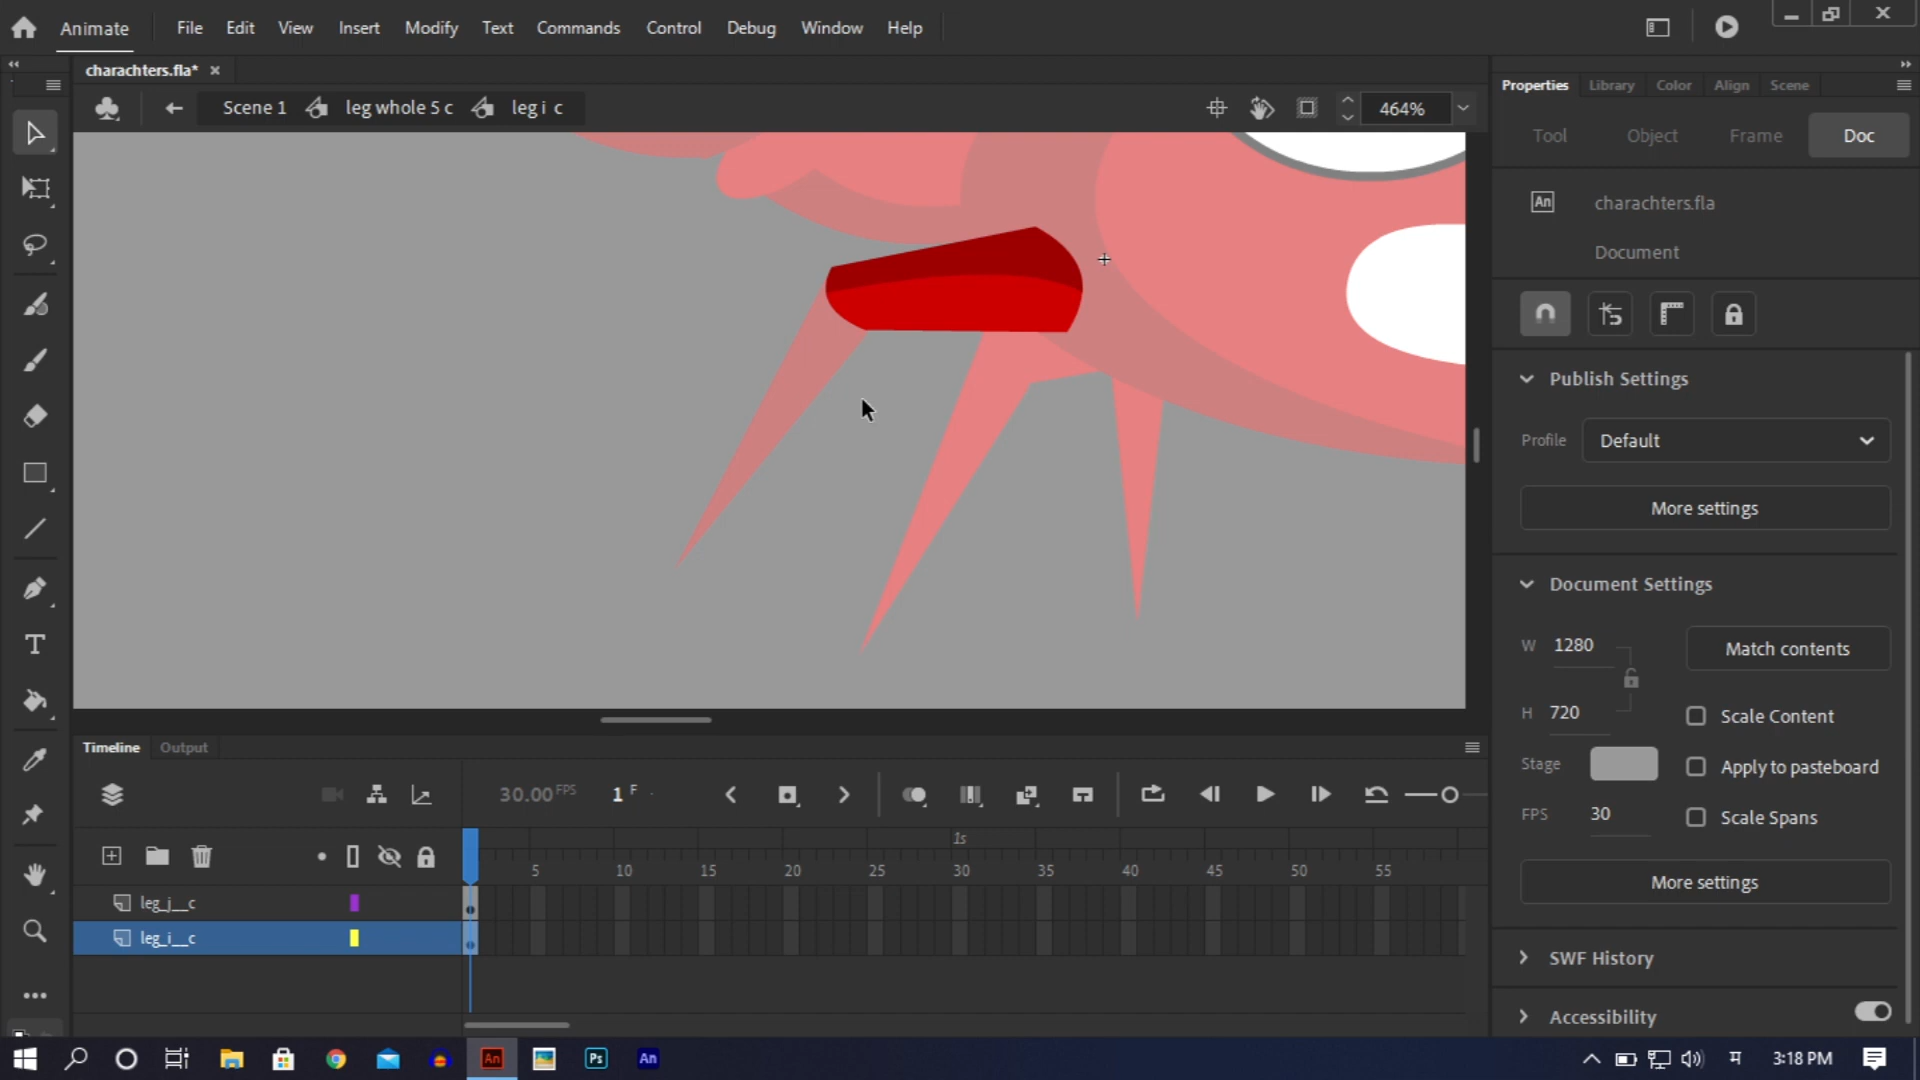 Animate File Edit View Insert Modify Text Commands Control Debug Window Help
charachters.fla*
Scene 1 leg whole 5 c leg i c 464%
Properties Library Color Align Scene
Tool Object Frame Doc
An charachters.fla
Document
Publish Settings
Profile Default
More settings
Document Settings
W 1280 Match contents
H 720 Scale Content
Stage Apply to pasteboard
FPS 30 Scale Spans
More settings
SWF History
Accessibility
Timeline Output
30.00 FPS 1 F
1s
5 10 15 20 25 30 35 40 45 50 55
leg_j__c
leg_i__c
An Ps An म 3:18 PM